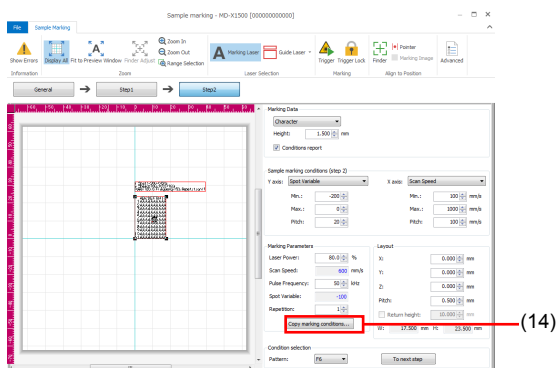 Sample marking - MD-X1500 [000000000000]
File Sample Marking
Show Errors
Display All
Fit to Preview Window
Finder Adjust
Zoom In
Zoom Out
Range Selection
Marking Laser
Guide Laser
Trigger
Trigger Lock
Finder
Pointer
Marking Image
Advanced
Information Zoom Laser Selection Marking Align to Position
General Step1 Step2
Marking Data
Character
Height: 1.500 mm
Conditions report
Sample marking conditions (step 2)
Y axis: Spot Variable X axis: Scan Speed
Min.: -200 Min.: 100 mm/s
Max.: 0 Max.: 1000 mm/s
Pitch: 20 Pitch: 100 mm/s
Marking Parameters Layout
Laser Power: 80.0 % X: 0.000 mm
Scan Speed: 600 mm/s Y: 0.000 mm
Pulse Frequency: 50 kHz Z: 0.000 mm
Spot Variable: -100 Pitch: 0.500 mm
Repetition: 1 Return height: 10.000 mm
Copy marking conditions... (14)
W: 17.500 mm H: 23.500 mm
Condition selection
Pattern: F6 To next step